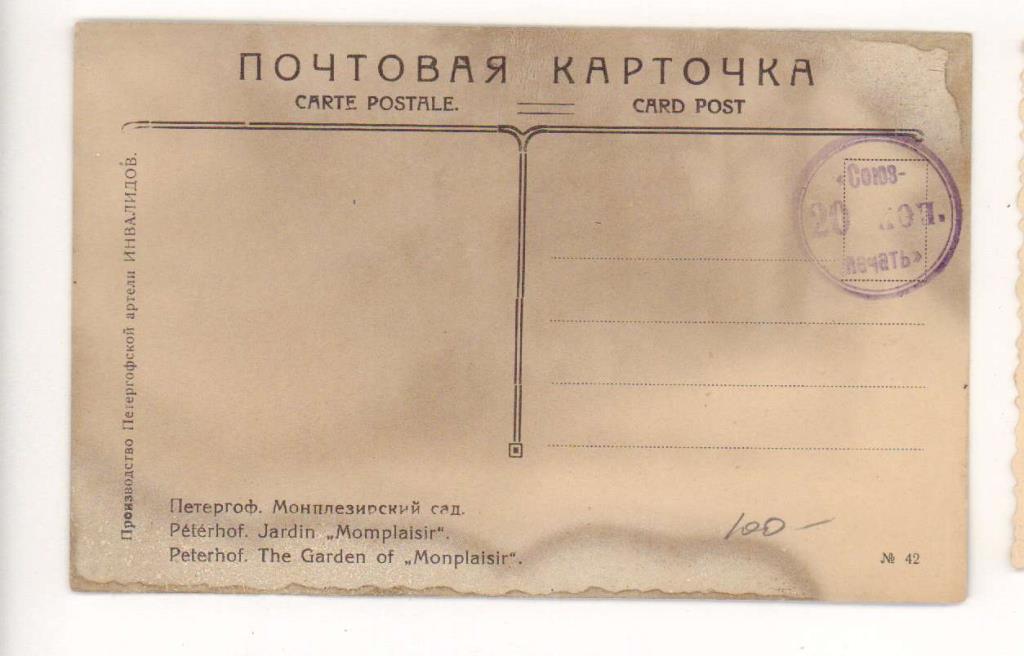 ПОЧТОВАЯ КАРТОЧКА
CARTE POSTALE. CARD POST
Производство Петергофской артели ИНВАЛИДОВ.
«Союз-
20 коп.
печать»
Петергоф. Монплезирский сад.
Pétérhof. Jardin „Momplaisir“.
Peterhof. The Garden of „Monplaisir“.
100 –
№ 42